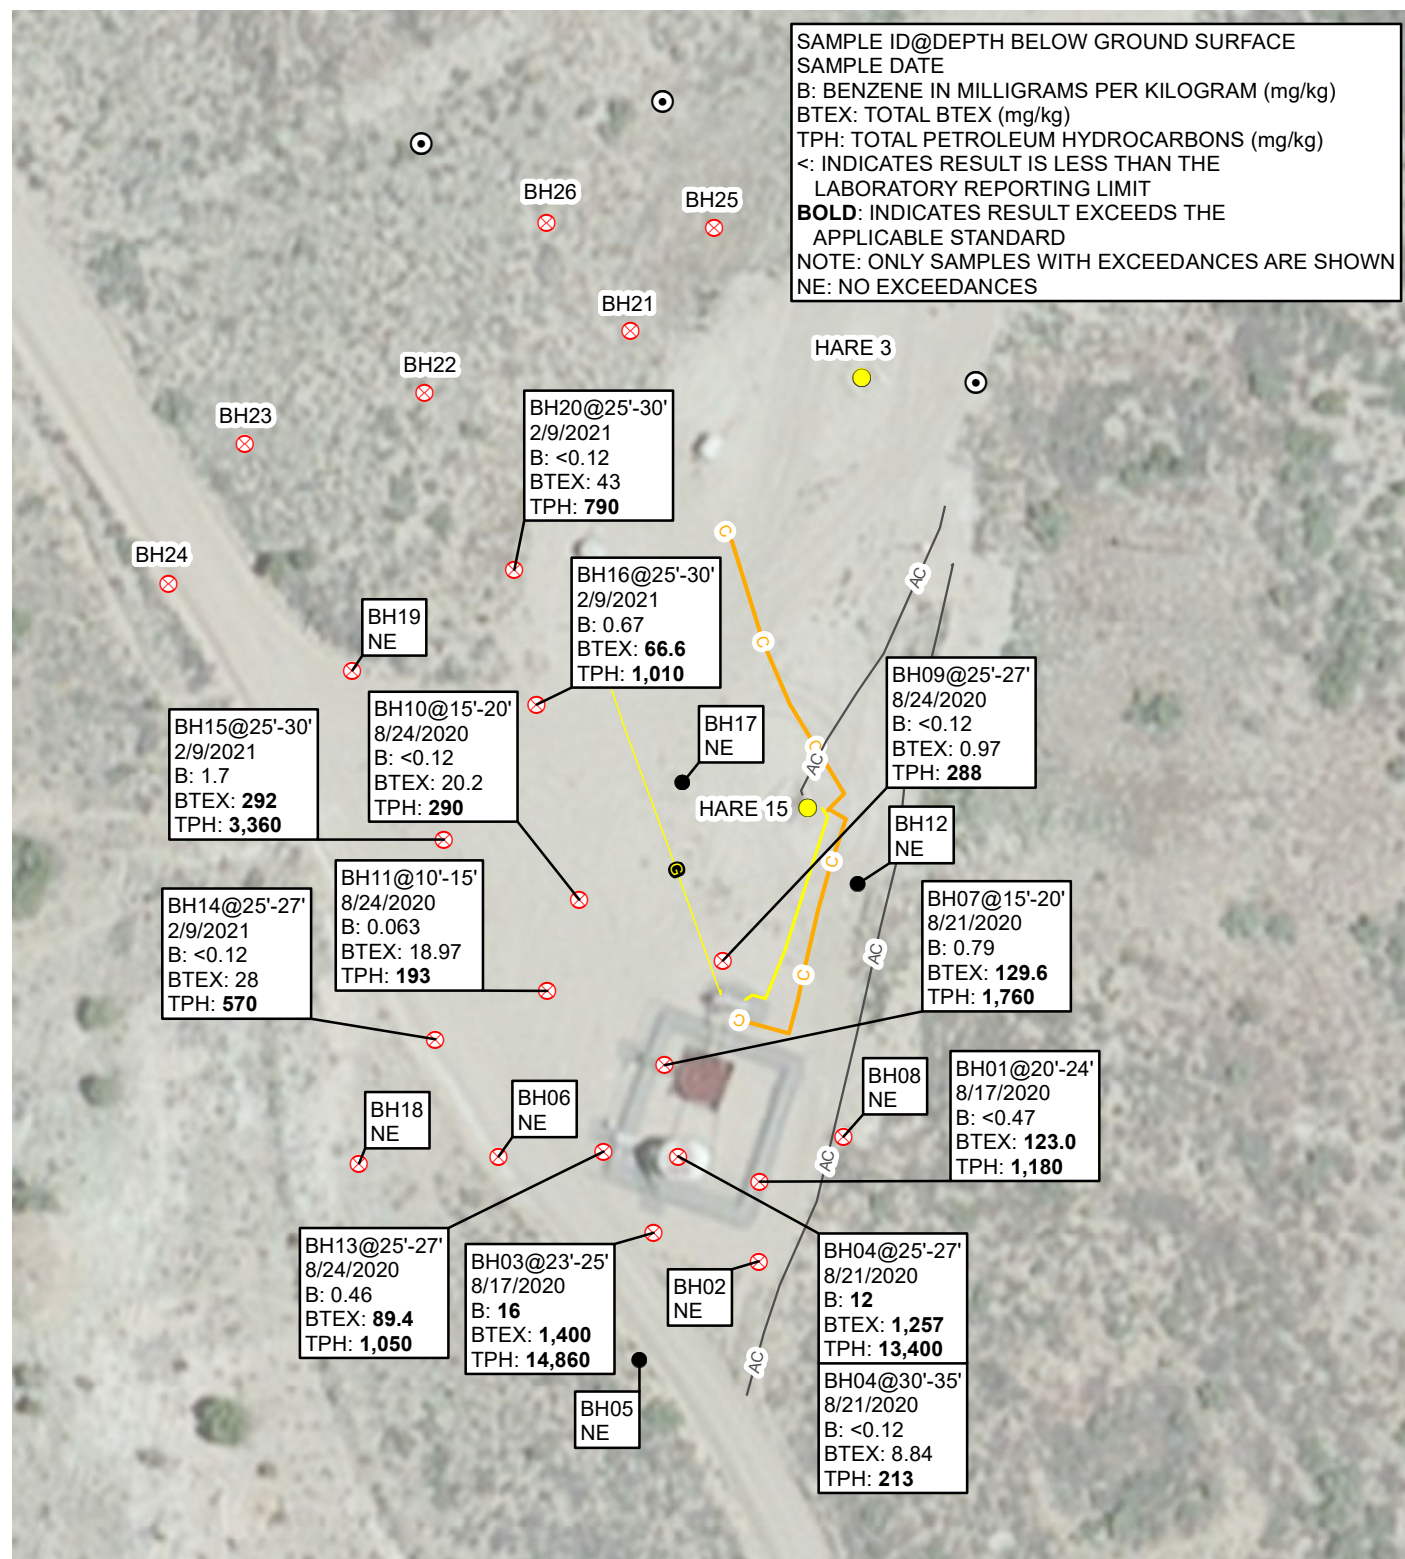 SAMPLE ID@DEPTH BELOW GROUND SURFACE
SAMPLE DATE
B: BENZENE IN MILLIGRAMS PER KILOGRAM (mg/kg)
BTEX: TOTAL BTEX (mg/kg)
TPH: TOTAL PETROLEUM HYDROCARBONS (mg/kg)
<: INDICATES RESULT IS LESS THAN THE
LABORATORY REPORTING LIMIT
BOLD: INDICATES RESULT EXCEEDS THE
APPLICABLE STANDARD
NOTE: ONLY SAMPLES WITH EXCEEDANCES ARE SHOWN
NE: NO EXCEEDANCES
BH26
BH25
BH21
HARE 3
BH22
BH23
BH20@25'-30'
2/9/2021
B: <0.12
BTEX: 43
TPH: 790
BH24
C
AC
BH16@25'-30'
2/9/2021
B: 0.67
BTEX: 66.6
TPH: 1,010
BH19
NE
C
BH09@25'-27'
8/24/2020
B: <0.12
BTEX: 0.97
TPH: 288
BH10@15'-20'
8/24/2020
B: <0.12
BTEX: 20.2
TPH: 290
BH15@25'-30'
2/9/2021
B: 1.7
BTEX: 292
TPH: 3,360
BH17
NE
C
AC
HARE 15
BH12
NE
G
C
BH11@10'-15'
8/24/2020
B: 0.063
BTEX: 18.97
TPH: 193
BH14@25'-27'
2/9/2021
B: <0.12
BTEX: 28
TPH: 570
BH07@15'-20'
8/21/2020
B: 0.79
BTEX: 129.6
TPH: 1,760
AC
C
C
BH01@20'-24'
8/17/2020
B: <0.47
BTEX: 123.0
TPH: 1,180
BH08
NE
BH06
NE
BH18
NE
AC
BH13@25'-27'
8/24/2020
B: 0.46
BTEX: 89.4
TPH: 1,050
BH03@23'-25'
8/17/2020
B: 16
BTEX: 1,400
TPH: 14,860
BH02
NE
BH04@25'-27'
8/21/2020
B: 12
BTEX: 1,257
TPH: 13,400
BH04@30'-35'
8/21/2020
B: <0.12
BTEX: 8.84
TPH: 213
AC
BH05
NE